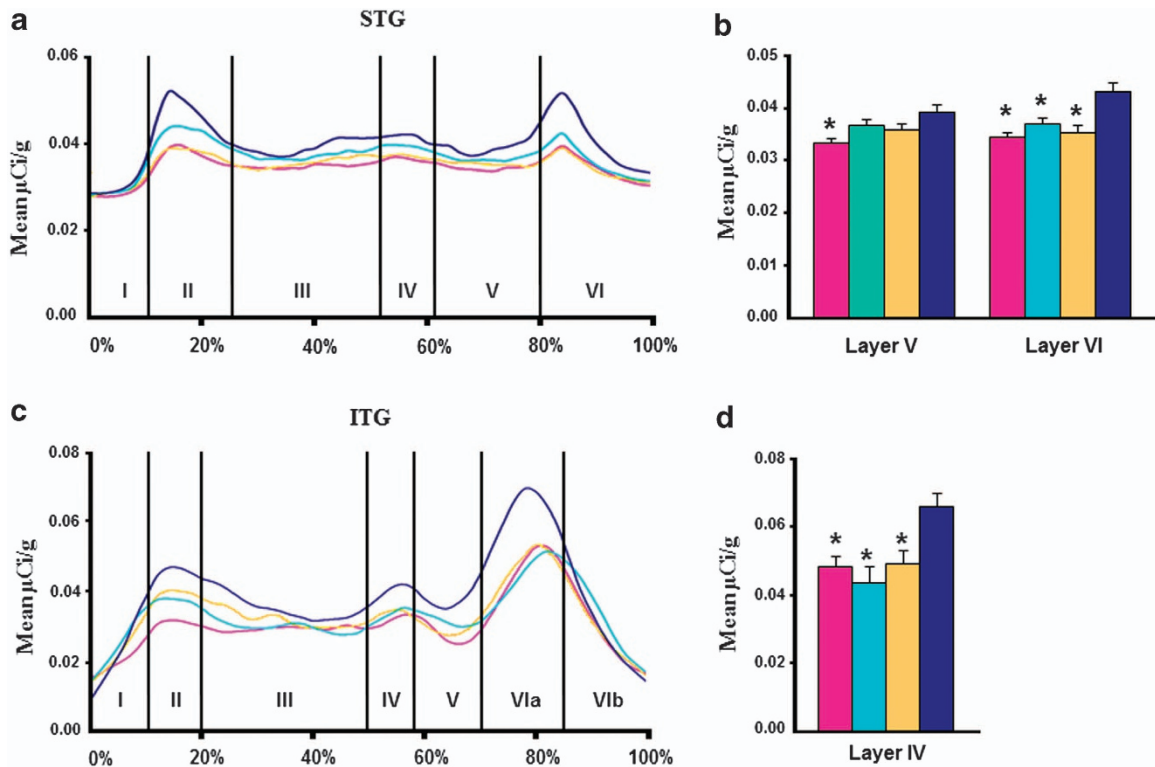 a
STG
Mean µCi/g
0.06
0.04
0.02
0.00
I II III IV V VI
0% 20% 40% 60% 80% 100%
b
Mean µCi/g
0.05
0.04
0.03
0.02
0.01
0.00
*
* * *
Layer V Layer VI
c
ITG
Mean µCi/g
0.08
0.06
0.04
0.02
0.00
I II III IV V VIa VIb
0% 20% 40% 60% 80% 100%
d
Mean µCi/g
0.08
0.06
0.04
0.02
0.00
* * *
Layer IV